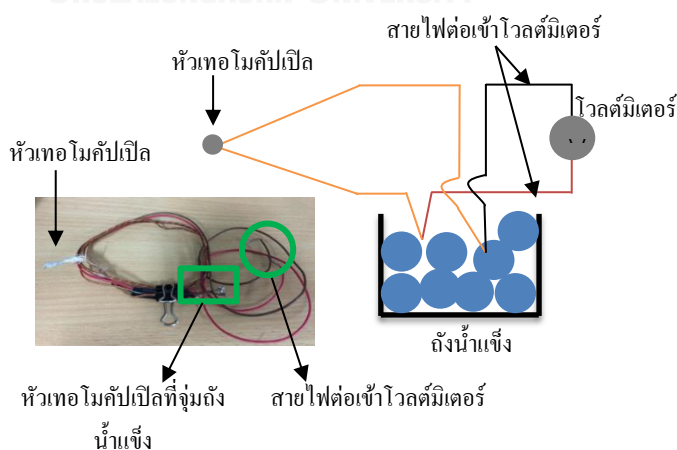 สายไฟต่อเข้าโวลต์มิเตอร์
หัวเทอโมคัปเปิล
โวลต์มิเตอร์
หัวเทอโมคัปเปิล
ถังน้ำแข็ง
หัวเทอโมคัปเปิลที่จุ่มถัง
น้ำแข็ง
สายไฟต่อเข้าโวลต์มิเตอร์